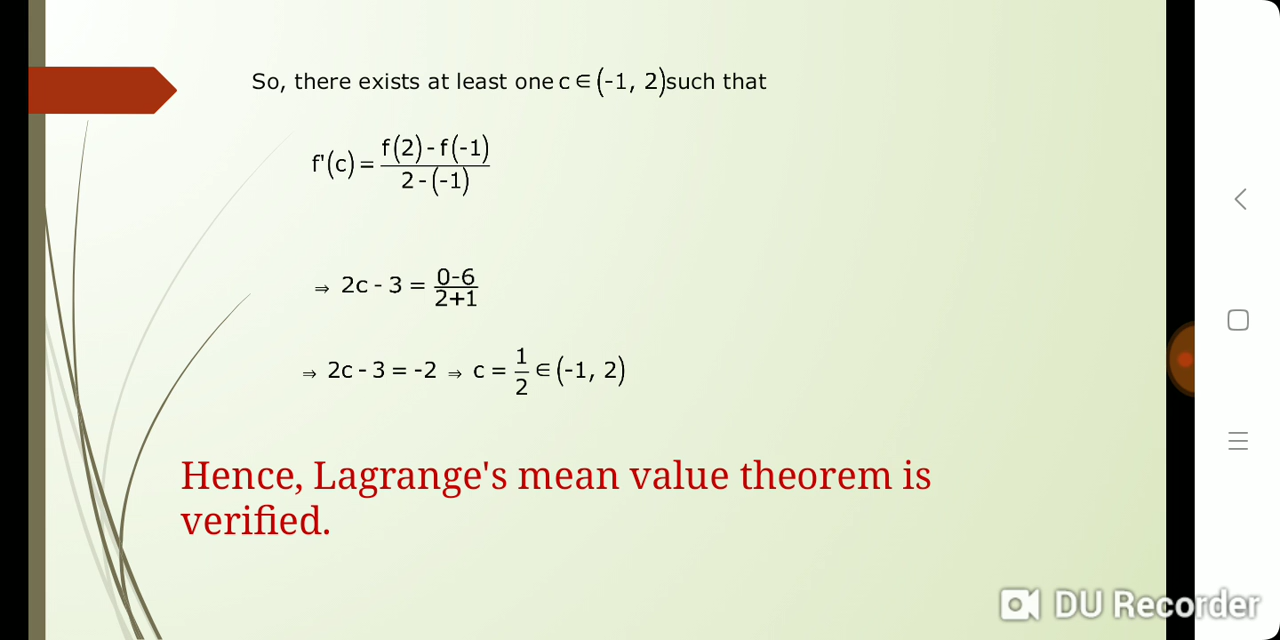 So, there exists at least one c ∈ (-1, 2) such that
f'(c) = f(2) - f(-1) / 2 - (-1)
⇒ 2c - 3 = 0-6 / 2+1
⇒ 2c - 3 = -2 ⇒ c = 1/2 ∈ (-1, 2)
Hence, Lagrange's mean value theorem is
verified.
DU Recorder